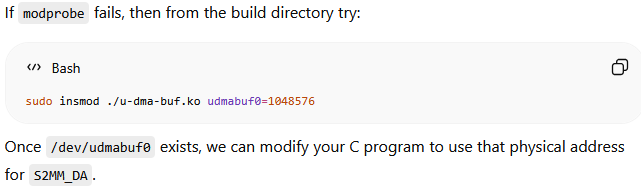 If modprobe fails, then from the build directory try:
Bash
sudo insmod ./u-dma-buf.ko udmabuf0=1048576
Once /dev/udmabuf0 exists, we can modify your C program to use that physical address
for S2MM_DA.